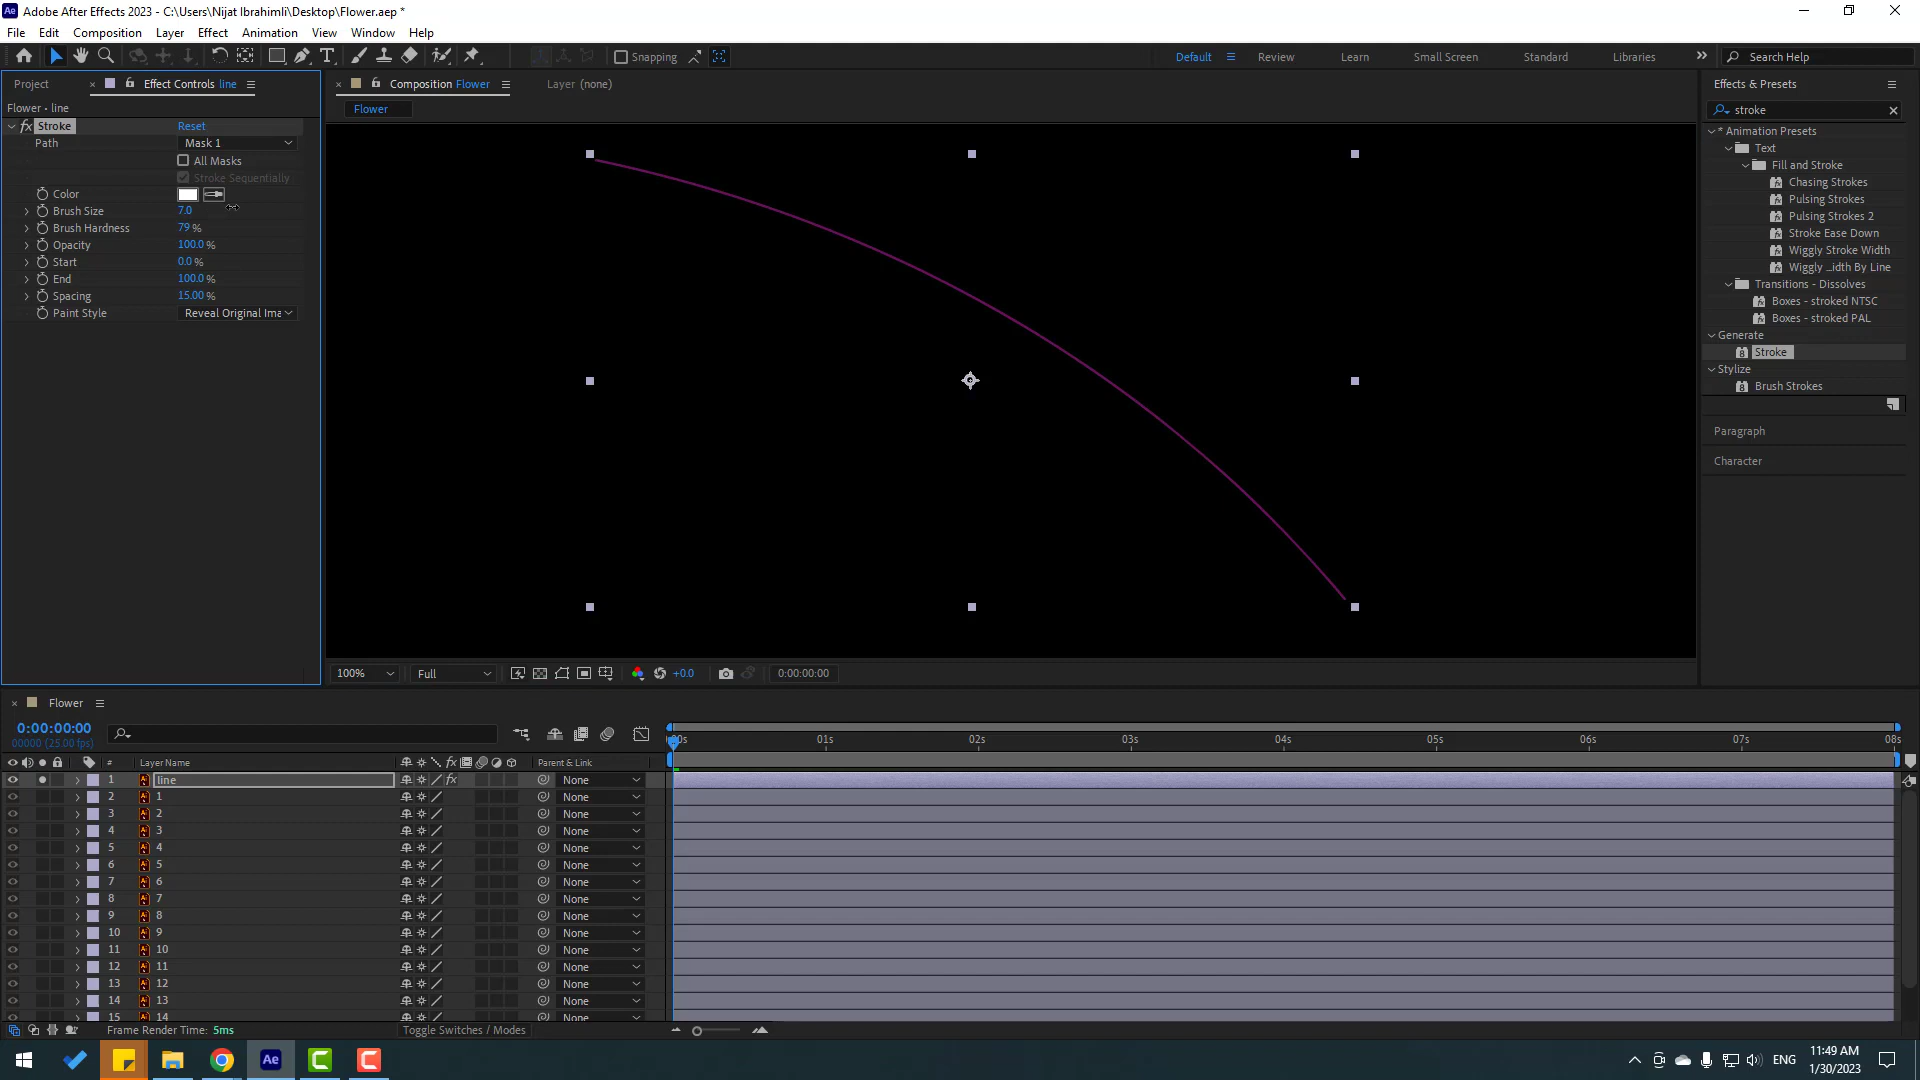 Adobe After Effects 2023 - C:\Users\Nijat Ibrahimli\Desktop\Flower.aep *
File Edit Composition Layer Effect Animation View Window Help
Snapping
Default Review Learn Small Screen Standard Libraries Search Help
Project Effect Controls line
Flower • line
fx Stroke Reset
Path Mask 1
All Masks
Stroke Sequentially
Color
Brush Size 7.0
Brush Hardness 79 %
Opacity 100.0 %
Start 0.0 %
End 100.0 %
Spacing 15.00 %
Paint Style Reveal Original Ima
Composition Flower Layer (none)
Flower
100% Full +0.0 0:00:00:00
Effects & Presets
stroke
* Animation Presets
Text
Fill and Stroke
Chasing Strokes
Pulsing Strokes
Pulsing Strokes 2
Stroke Ease Down
Wiggly Stroke Width
Wiggly ...idth By Line
Transitions - Dissolves
Boxes - stroked NTSC
Boxes - stroked PAL
Generate
Stroke
Stylize
Brush Strokes
Paragraph
Character
Flower
0:00:00:00
00000 (25.00 fps)
01s 02s 03s 04s 05s 06s 07s 08s
# Layer Name fx Parent & Link
1 line fx None
2 1 None
3 2 None
4 3 None
5 4 None
6 5 None
7 6 None
8 7 None
9 8 None
10 9 None
11 10 None
12 11 None
13 12 None
14 13 None
15 14 None
Frame Render Time: 5ms Toggle Switches / Modes
Ae
ENG
11:49 AM
1/30/2023